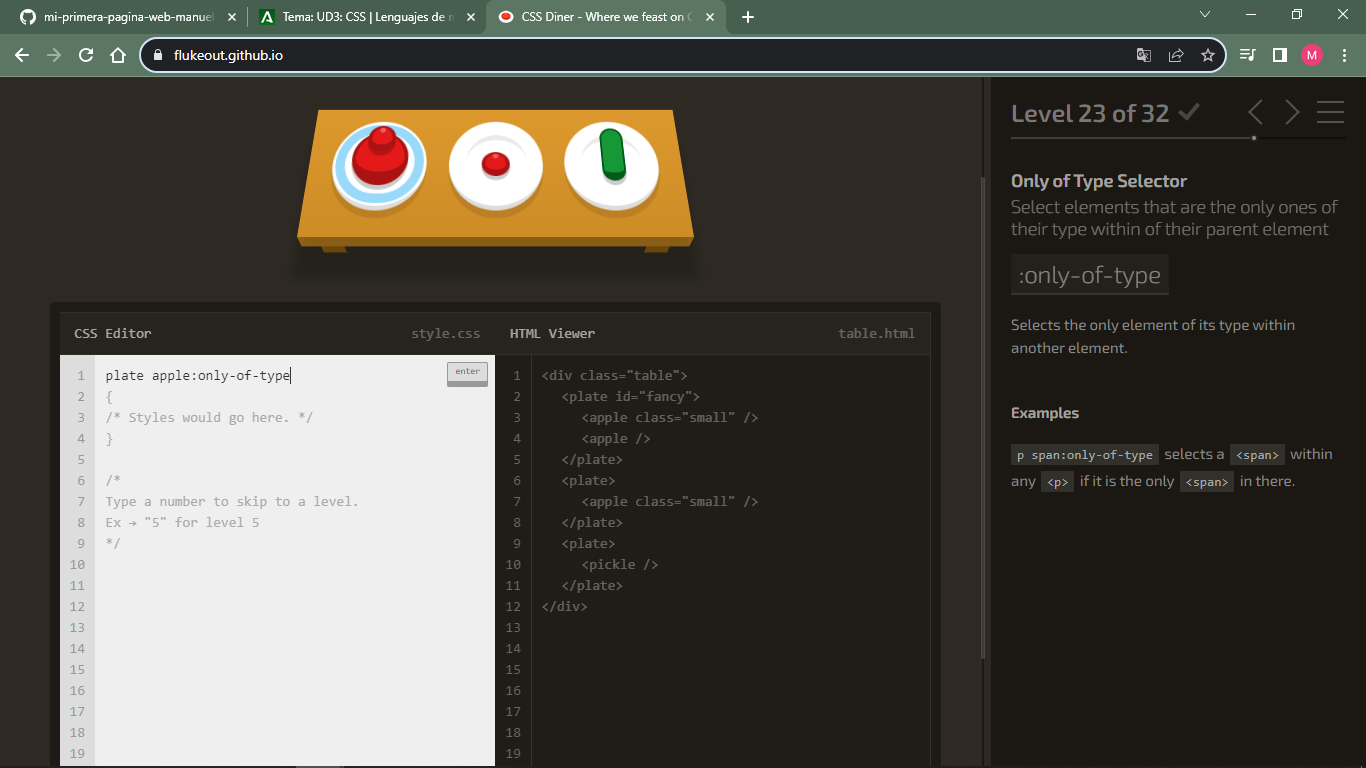 mi-primera-pagina-web-manuel
Tema: UD3: CSS | Lenguajes de m
CSS Diner - Where we feast on C
flukeout.github.io
M
Level 23 of 32
Only of Type Selector
Select elements that are the only ones of
their type within of their parent element
:only-of-type
Selects the only element of its type within
another element.
Examples
p span:only-of-type selects a <span> within
any <p> if it is the only <span> in there.
CSS Editor
style.css
HTML Viewer
table.html
enter
1 plate apple:only-of-type
2 {
3 /* Styles would go here. */
4 }
5
6 /*
7 Type a number to skip to a level.
8 Ex → "5" for level 5
9 */
10
11
12
13
14
15
16
17
18
19
1 <div class="table">
2 <plate id="fancy">
3 <apple class="small" />
4 <apple />
5 </plate>
6 <plate>
7 <apple class="small" />
8 </plate>
9 <plate>
10 <pickle />
11 </plate>
12 </div>
13
14
15
16
17
18
19